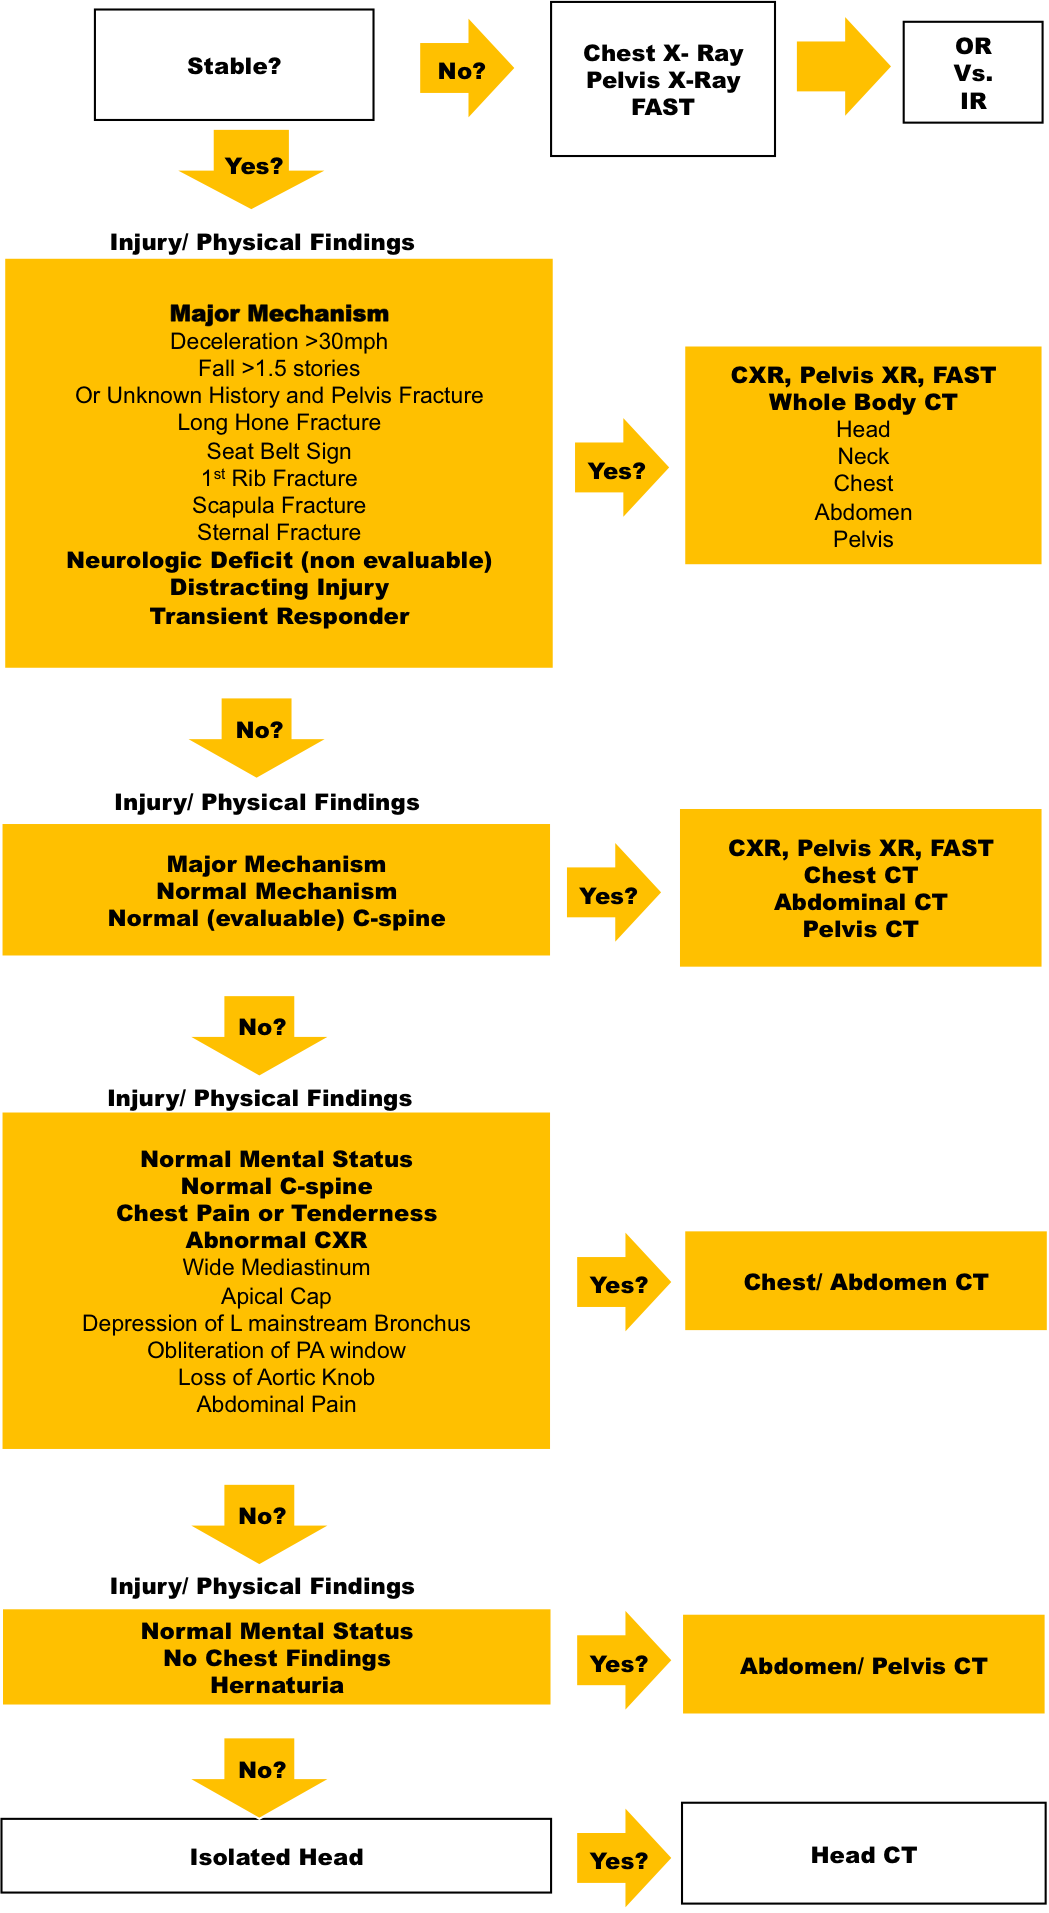 Stable?
No?
Chest X- Ray
Pelvis X-Ray
FAST
OR
Vs.
IR
Yes?
Injury/ Physical Findings
Major Mechanism
Deceleration >30mph
Fall >1.5 stories
Or Unknown History and Pelvis Fracture
Long Hone Fracture
Seat Belt Sign
1st Rib Fracture
Scapula Fracture
Sternal Fracture
Neurologic Deficit (non evaluable)
Distracting Injury
Transient Responder
Yes?
CXR, Pelvis XR, FAST
Whole Body CT
Head
Neck
Chest
Abdomen
Pelvis
No?
Injury/ Physical Findings
Major Mechanism
Normal Mechanism
Normal (evaluable) C-spine
Yes?
CXR, Pelvis XR, FAST
Chest CT
Abdominal CT
Pelvis CT
No?
Injury/ Physical Findings
Normal Mental Status
Normal C-spine
Chest Pain or Tenderness
Abnormal CXR
Wide Mediastinum
Apical Cap
Depression of L mainstream Bronchus
Obliteration of PA window
Loss of Aortic Knob
Abdominal Pain
Yes?
Chest/ Abdomen CT
No?
Injury/ Physical Findings
Normal Mental Status
No Chest Findings
Hernaturia
Yes?
Abdomen/ Pelvis CT
No?
Isolated Head
Yes?
Head CT